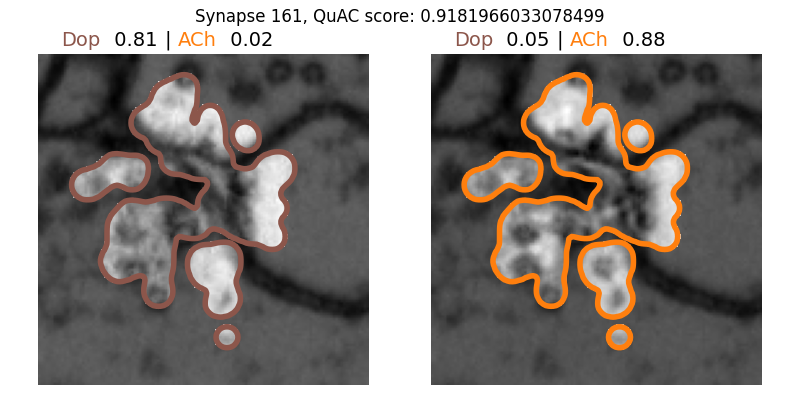 Synapse 161, QuAC score: 0.9181966033078499
Dop 0.81 | ACh 0.02
Dop 0.05 | ACh 0.88